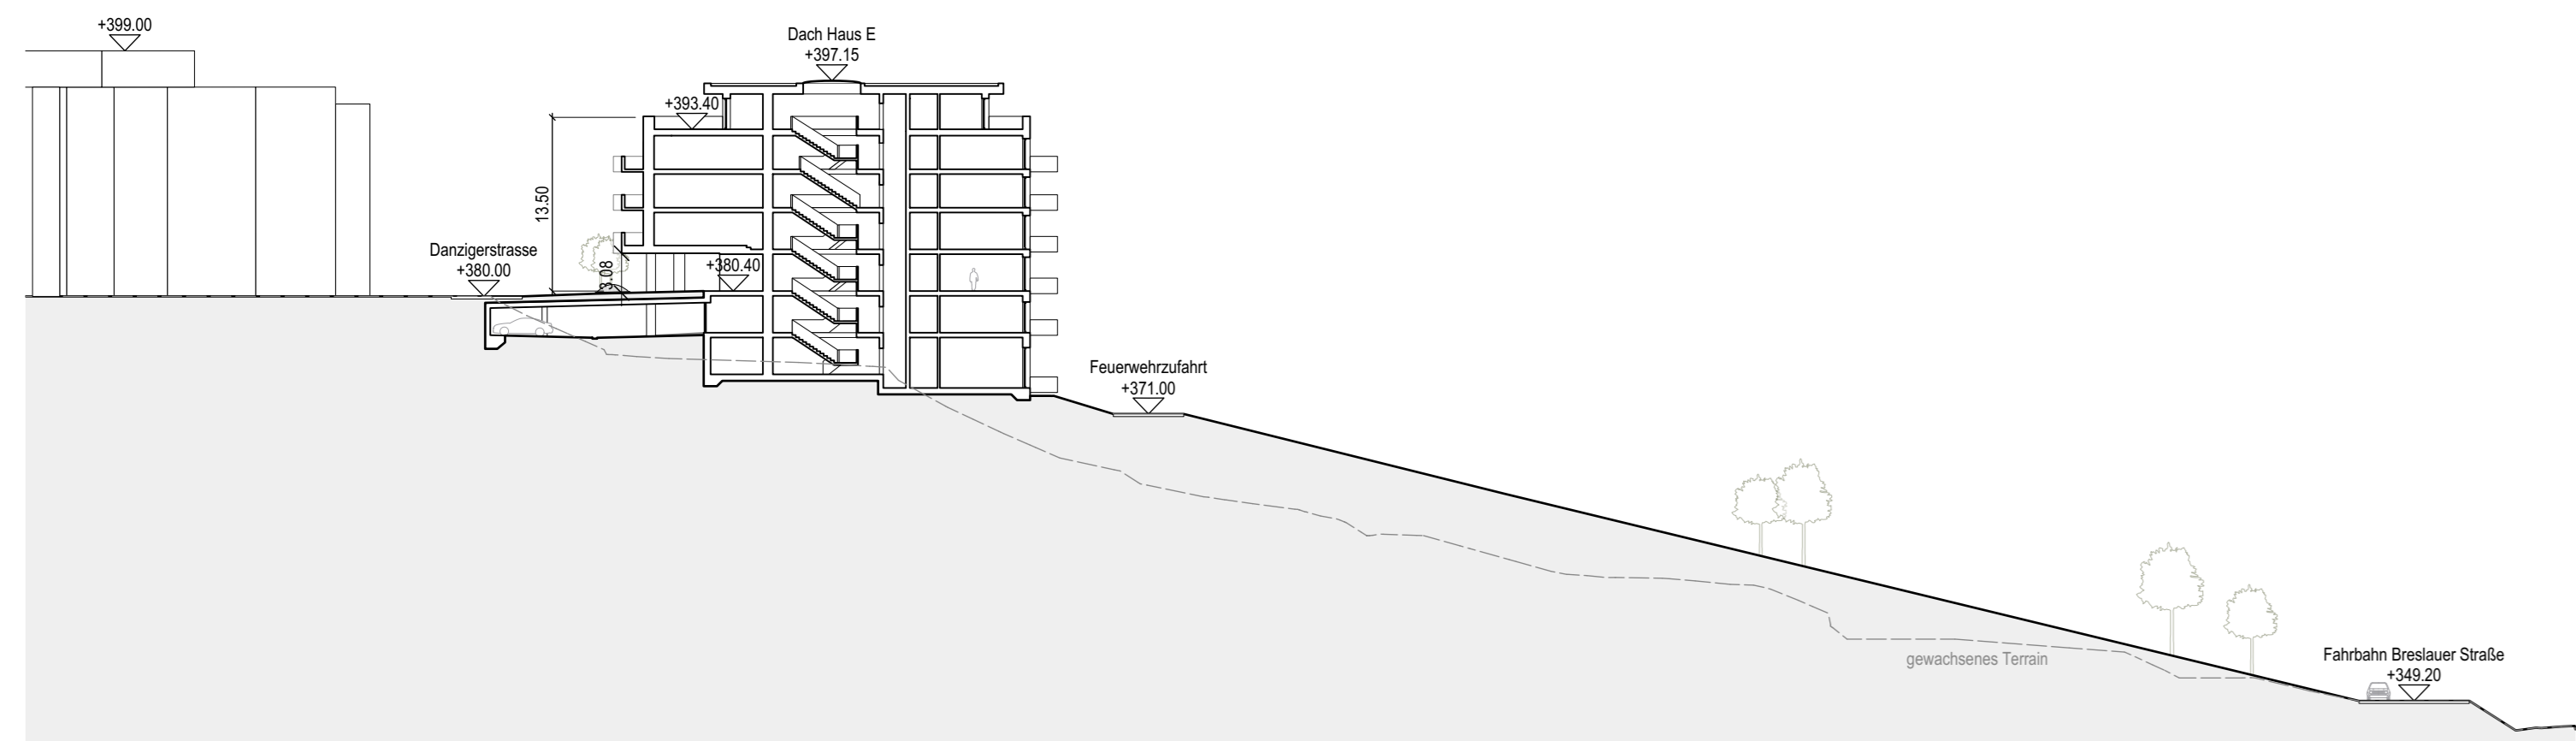 +399.00
Dach Haus E
+397.15
+393.40
13.50
Danzigerstrasse
+380.00
3.08
+380.40
Feuerwehrzufahrt
+371.00
gewachsenes Terrain
Fahrbahn Breslauer Straße
+349.20